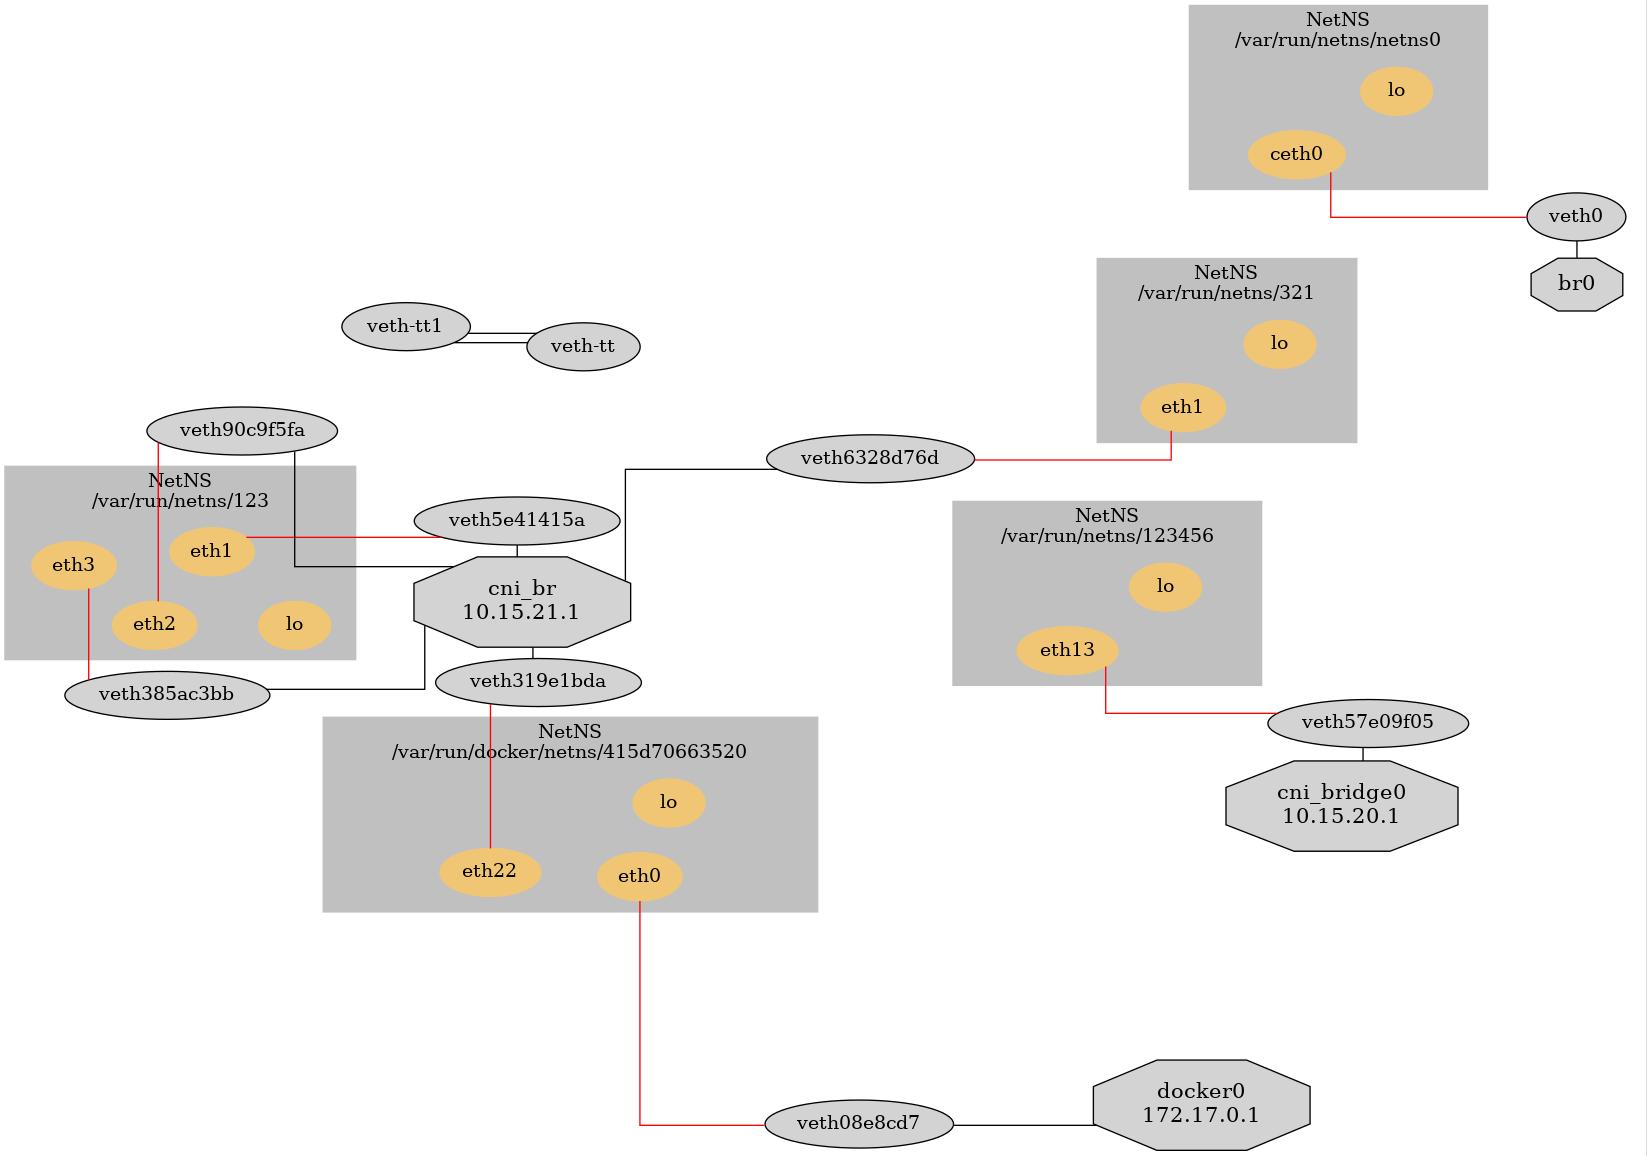 NetNS
/var/run/netns/netns0
lo
ceth0
veth0
br0
NetNS
/var/run/netns/321
lo
eth1
veth-tt1
veth-tt
veth90c9f5fa
veth6328d76d
NetNS
/var/run/netns/123
eth1
eth3
eth2
lo
veth5e41415a
cni_br
10.15.21.1
NetNS
/var/run/netns/123456
lo
eth13
veth385ac3bb
veth319e1bda
veth57e09f05
cni_bridge0
10.15.20.1
NetNS
/var/run/docker/netns/415d70663520
lo
eth22
eth0
veth08e8cd7
docker0
172.17.0.1